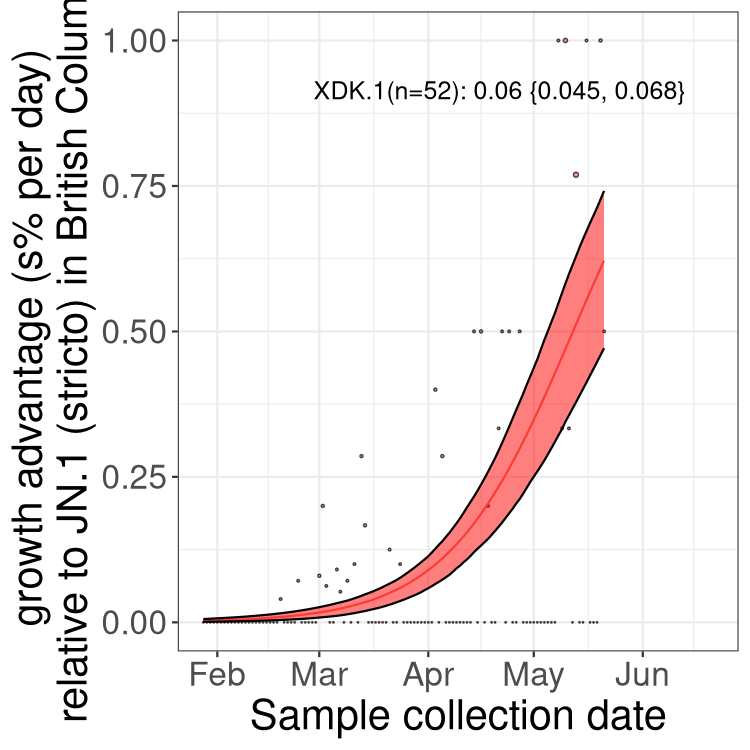 growth advantage (s% per day)
relative to JN.1 (stricto) in British Colum
1.00
0.75
0.50
0.25
0.00
XDK.1(n=52): 0.06 {0.045, 0.068}
Feb Mar Apr May Jun
Sample collection date